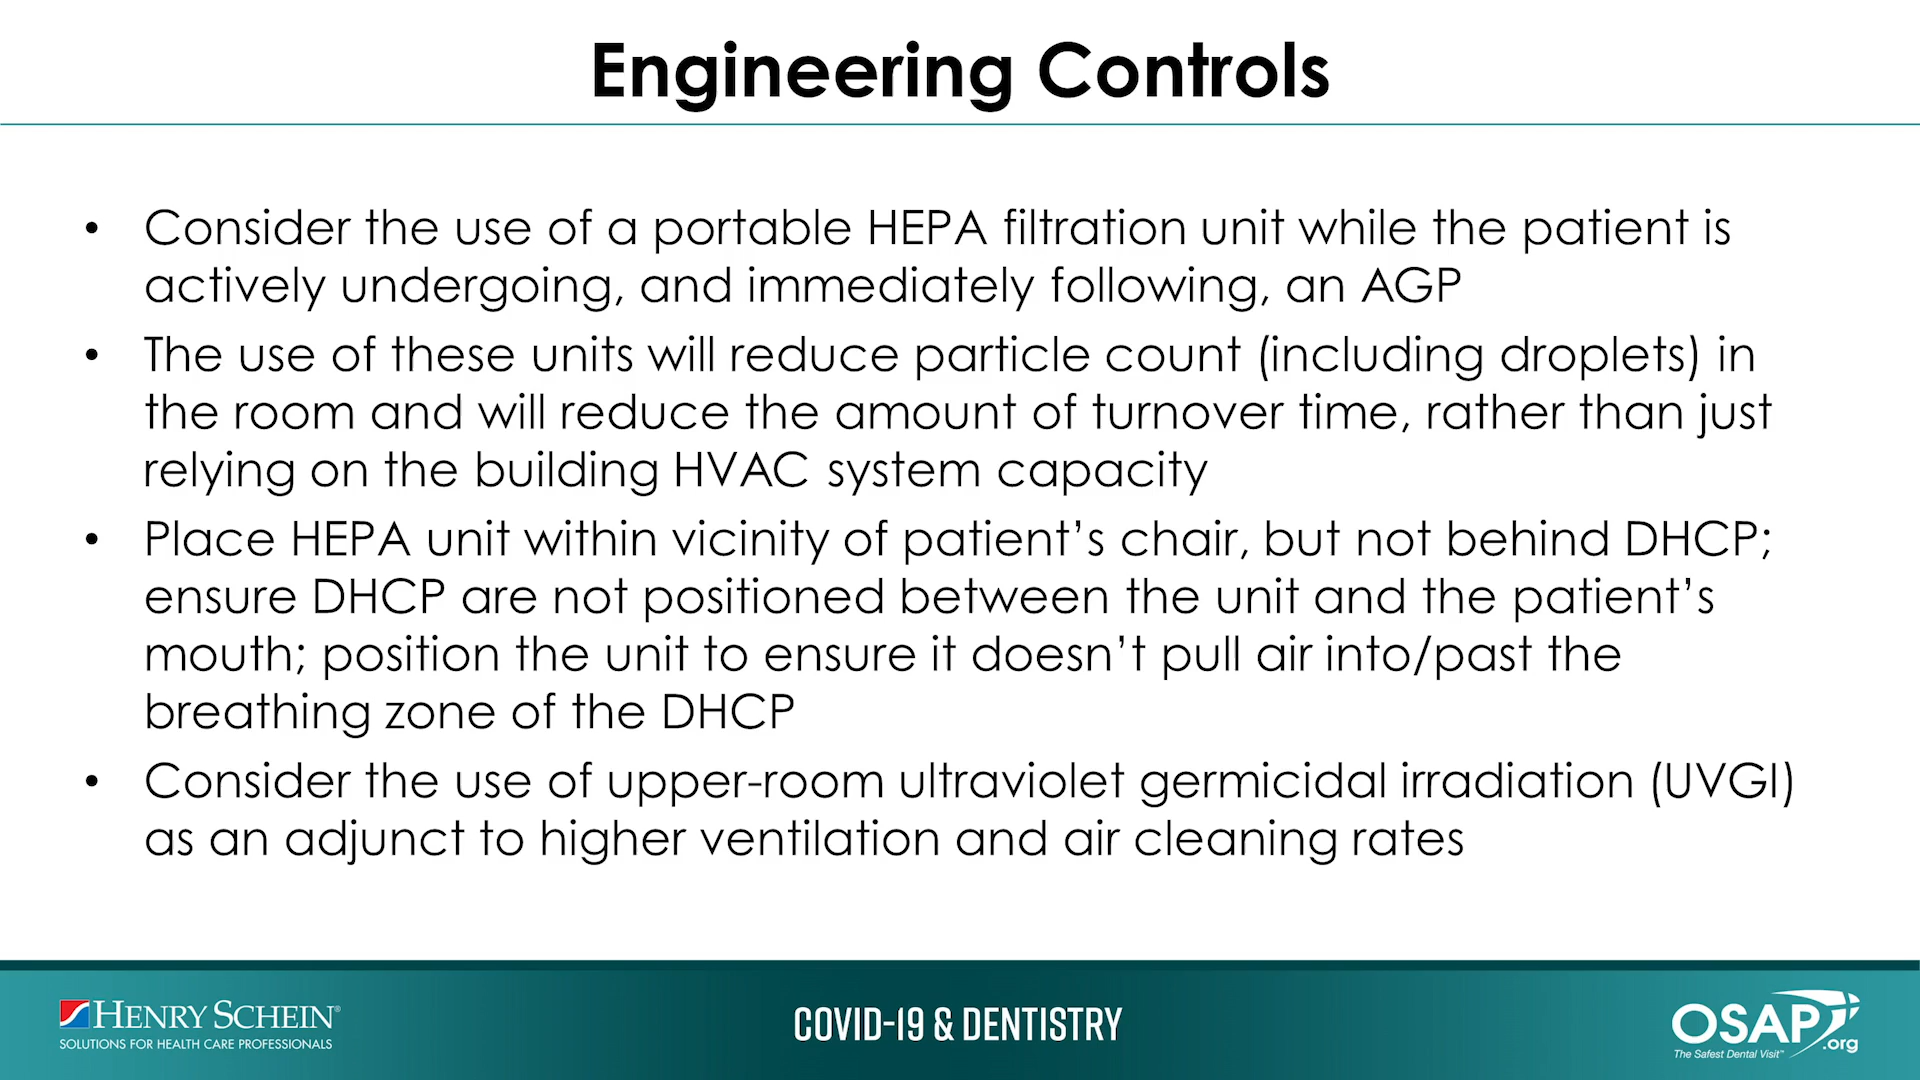 Engineering Controls
• Consider the use of a portable HEPA filtration unit while the patient is
actively undergoing, and immediately following, an AGP
• The use of these units will reduce particle count (including droplets) in
the room and will reduce the amount of turnover time, rather than just
relying on the building HVAC system capacity
• Place HEPA unit within vicinity of patient’s chair, but not behind DHCP;
ensure DHCP are not positioned between the unit and the patient’s
mouth; position the unit to ensure it doesn’t pull air into/past the
breathing zone of the DHCP
• Consider the use of upper-room ultraviolet germicidal irradiation (UVGI)
as an adjunct to higher ventilation and air cleaning rates
HENRY SCHEIN®
SOLUTIONS FOR HEALTH CARE PROFESSIONALS
COVID-19 & DENTISTRY
OSAP
.org
The Safest Dental Visit™